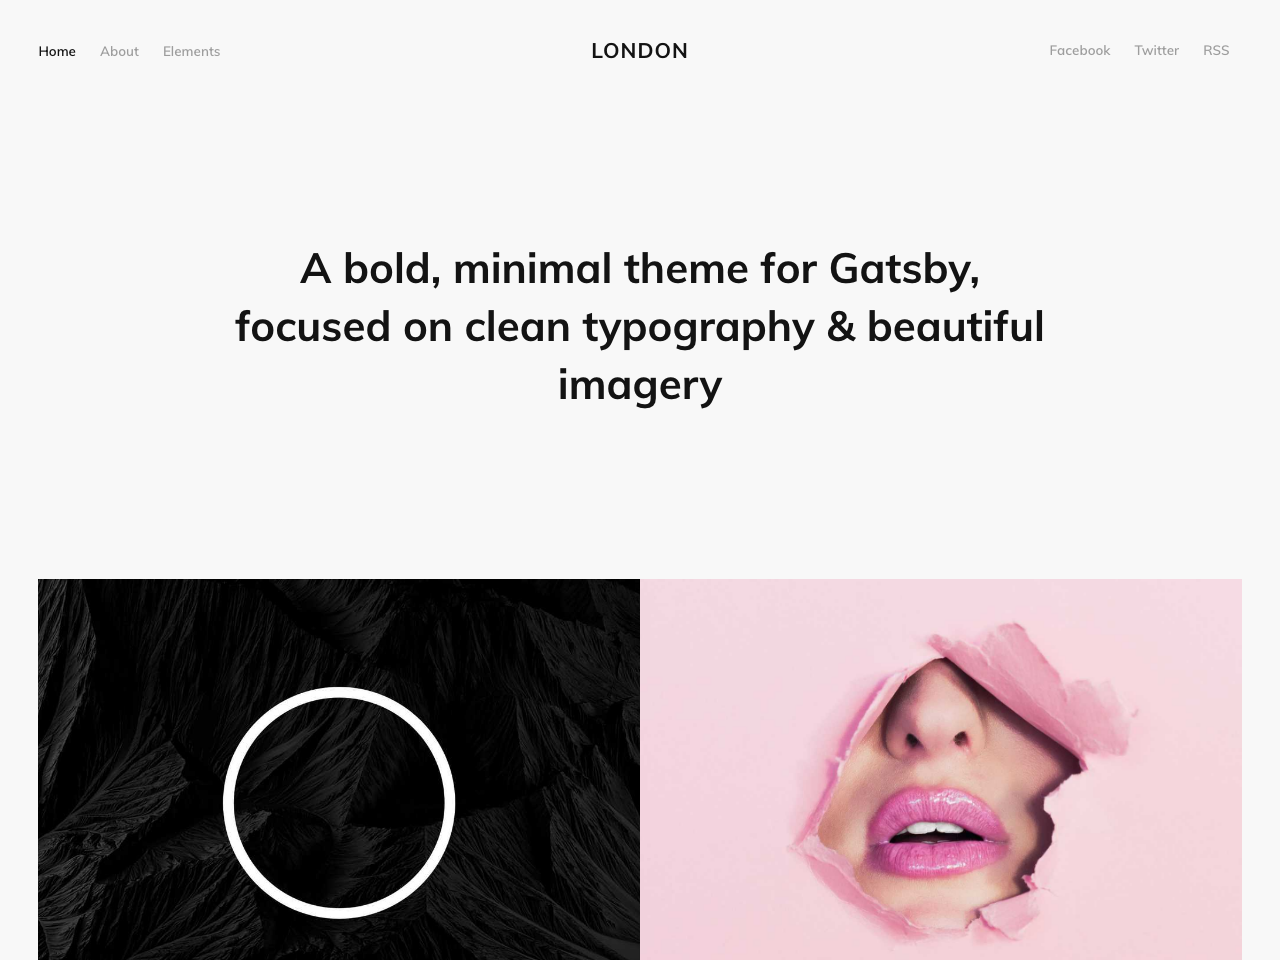 Home About Elements LONDON Facebook Twitter RSS
A bold, minimal theme for Gatsby,
focused on clean typography & beautiful
imagery